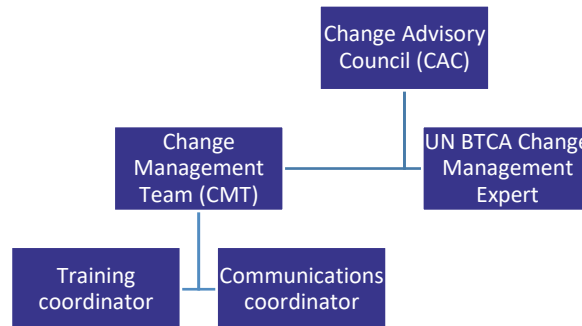 Change Advisory
Council (CAC)
Change
Management
Team (CMT)
UN BTCA Change
Management
Expert
Training
coordinator
Communications
coordinator